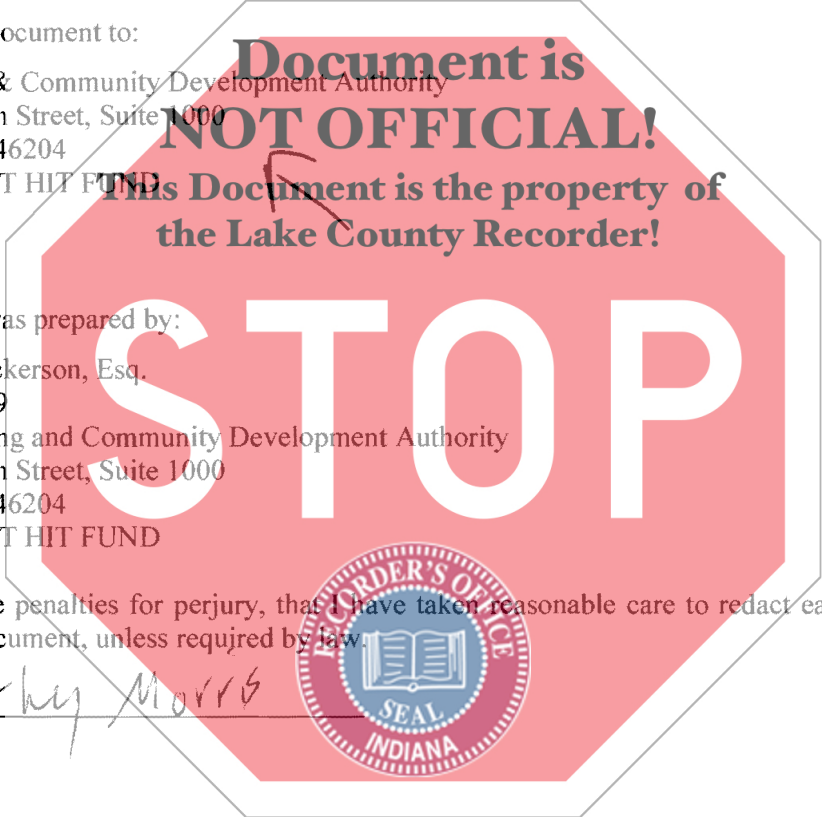 ocument to:
& Community Development Authority
n Street, Suite 1000
46204
T HIT FUND
Document is
NOT OFFICIAL!
This Document is the property of
the Lake County Recorder!
as prepared by:
kerson, Esq.
9
ng and Community Development Authority
n Street, Suite 1000
46204
T HIT FUND
STOP
e penalties for perjury, that I have taken reasonable care to redact ea
cument, unless required by law.
hy Morris
RECORDER'S OFFICE
SEAL
INDIANA